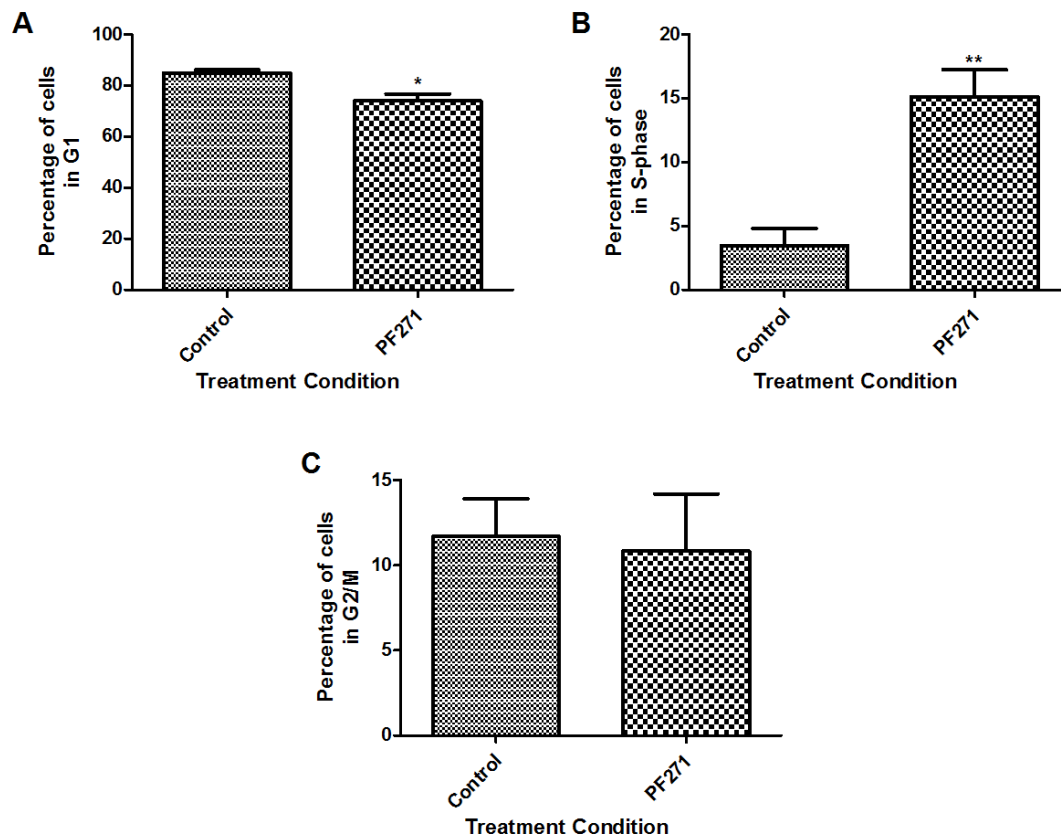 A
Percentage of cells
in G1
100
80
60
40
20
0
*
Control
PF271
Treatment Condition
B
Percentage of cells
in S-phase
20
15
10
5
0
**
Control
PF271
Treatment Condition
C
Percentage of cells
in G2/M
15
10
5
0
Control
PF271
Treatment Condition